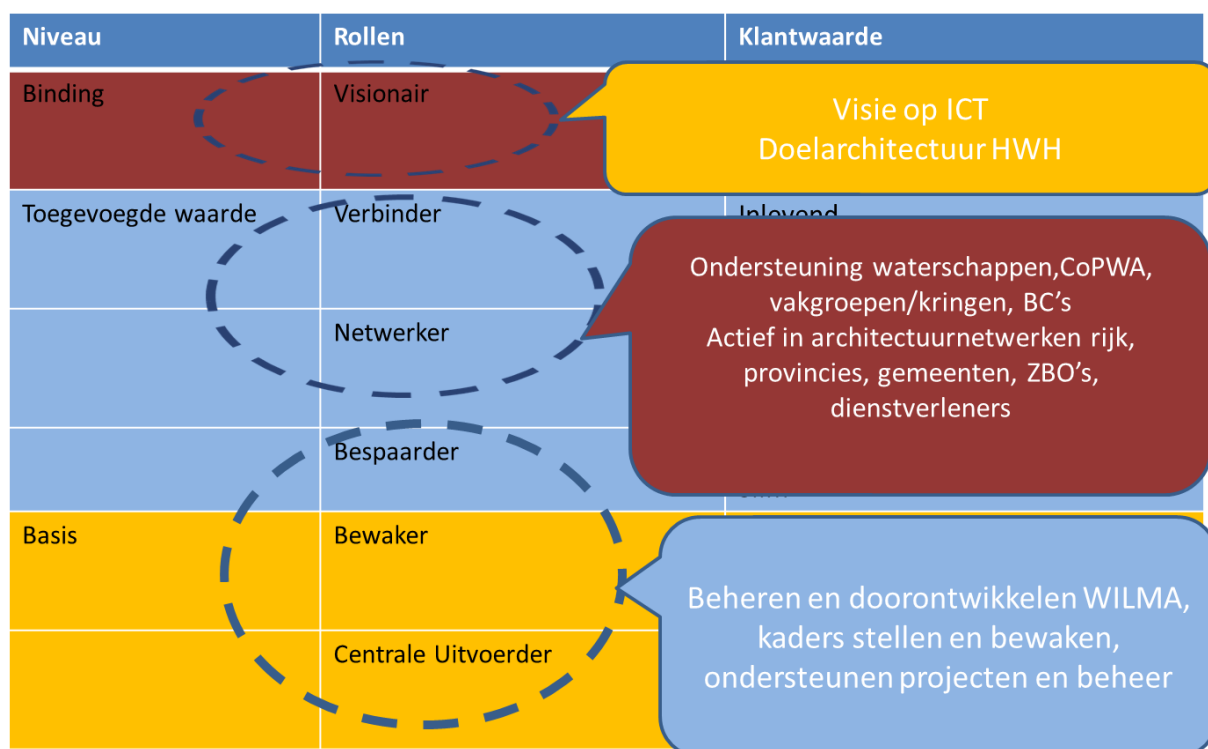 Niveau
Rollen
Klantwaarde
Binding
Visionair
Visie op ICT
Doelarchitectuur HWH
Toegevoegde waarde
Verbinder
Inlevend
Ondersteuning waterschappen,CoPWA,
vakgroepen/kringen, BC’s
Actief in architectuurnetwerken rijk,
provincies, gemeenten, ZBO’s,
dienstverleners
Netwerker
Bespaarder
Basis
Bewaker
Beheren en doorontwikkelen WILMA,
kaders stellen en bewaken,
ondersteunen projecten en beheer
Centrale Uitvoerder